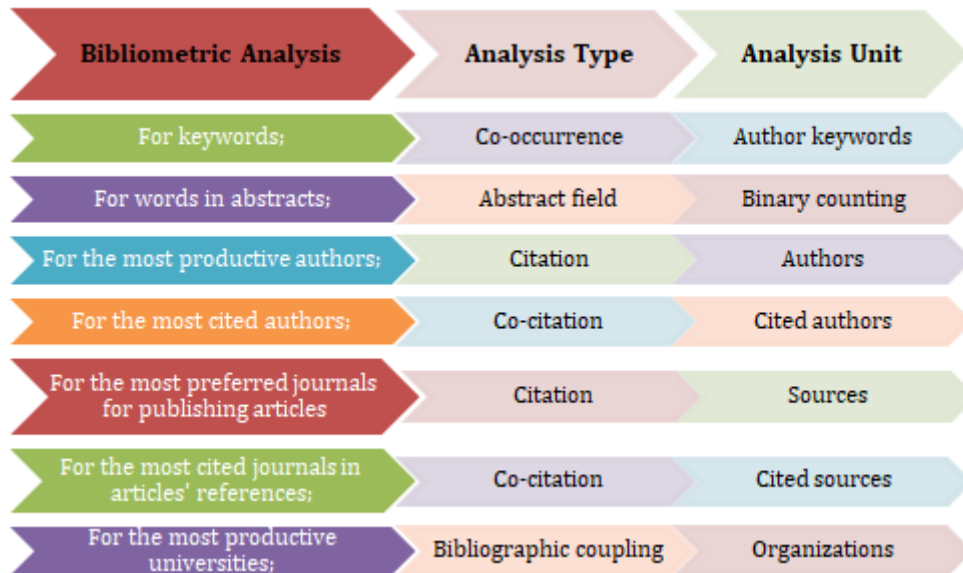 Bibliometric Analysis Analysis Type Analysis Unit
For keywords; Co-occurrence Author keywords
For words in abstracts; Abstract field Binary counting
For the most productive authors; Citation Authors
For the most cited authors; Co-citation Cited authors
For the most preferred journals
for publishing articles Citation Sources
For the most cited journals in
articles' references; Co-citation Cited sources
For the most productive
universities; Bibliographic coupling Organizations